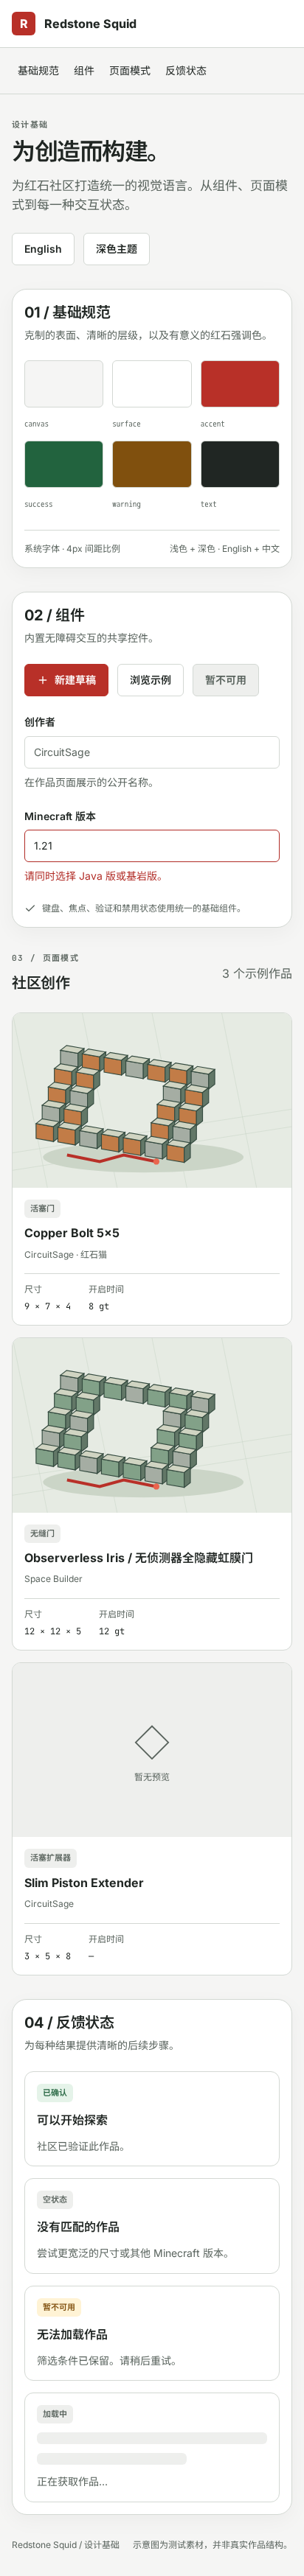 R Redstone Squid
基础规范 组件 页面模式 反馈状态
设计基础
为创造而构建。
为红石社区打造统一的视觉语言。从组件、页面模
式到每一种交互状态。
English 深色主题
01 / 基础规范
克制的表面、清晰的层级，以及有意义的红石强调色。
canvas surface accent
success warning text
系统字体 · 4px 间距比例 浅色 + 深色 · English + 中文
02 / 组件
内置无障碍交互的共享控件。
+ 新建草稿 浏览示例 暂不可用
创作者
CircuitSage
在作品页面展示的公开名称。
Minecraft 版本
1.21
请同时选择 Java 版或基岩版。
键盘、焦点、验证和禁用状态使用统一的基础组件。
03 / 页面模式
社区创作
3 个示例作品
活塞门
Copper Bolt 5×5
CircuitSage · 红石猫
尺寸 开启时间
9 × 7 × 4 8 gt
无缝门
Observerless Iris / 无侦测器全隐藏虹膜门
Space Builder
尺寸 开启时间
12 × 12 × 5 12 gt
暂无预览
活塞扩展器
Slim Piston Extender
CircuitSage
尺寸 开启时间
3 × 5 × 8 —
04 / 反馈状态
为每种结果提供清晰的后续步骤。
已确认
可以开始探索
社区已验证此作品。
空状态
没有匹配的作品
尝试更宽泛的尺寸或其他 Minecraft 版本。
暂不可用
无法加载作品
筛选条件已保留。请稍后重试。
加载中
正在获取作品…
Redstone Squid / 设计基础 示意图为测试素材，并非真实作品结构。